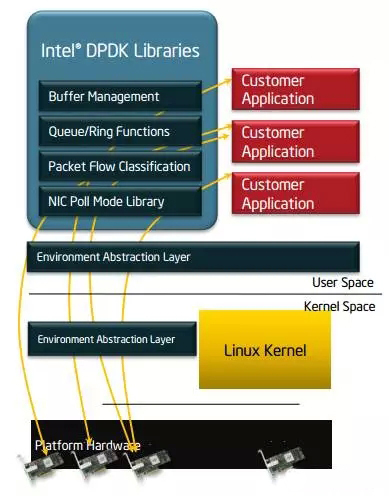 Intel® DPDK Libraries
Buffer Management
Queue/Ring Functions
Packet Flow Classification
NIC Poll Mode Library
Customer
Application
Customer
Application
Customer
Application
Environment Abstraction Layer
User Space
Kernel Space
Environment Abstraction Layer
Linux Kernel
Platform Hardware